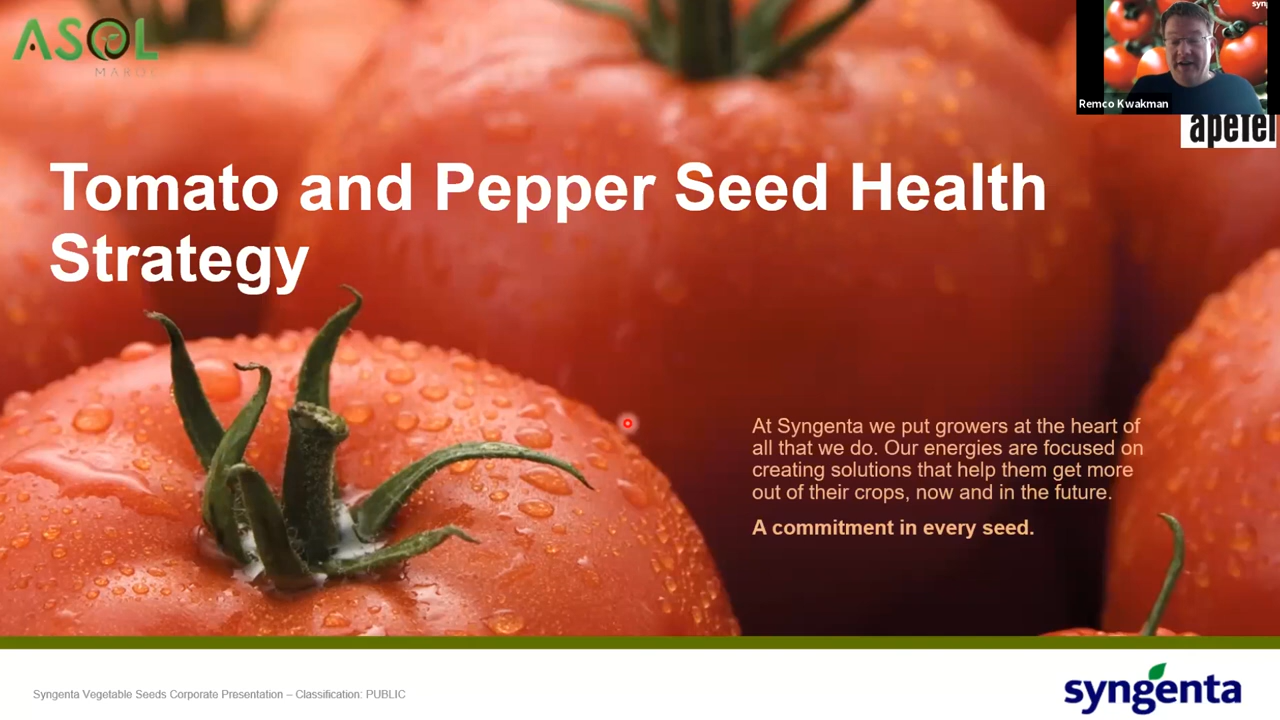 ASOL
MAROC
syn
Remco Kwakman
apefel
Tomato and Pepper Seed Health
Strategy
At Syngenta we put growers at the heart of
all that we do. Our energies are focused on
creating solutions that help them get more
out of their crops, now and in the future.
A commitment in every seed.
Syngenta Vegetable Seeds Corporate Presentation – Classification: PUBLIC
syngenta